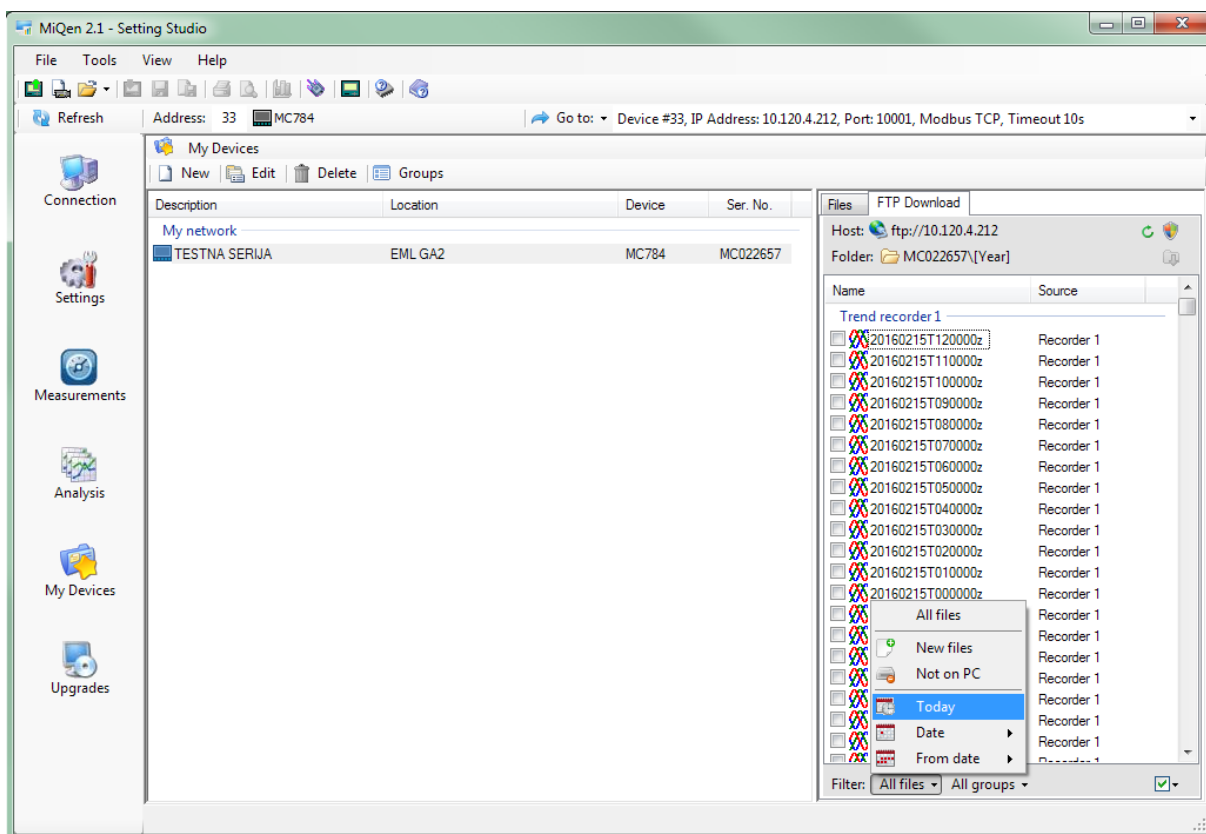 MiQen 2.1 - Setting Studio
File Tools View Help
Refresh Address: 33 MC784 Go to: Device #33, IP Address: 10.120.4.212, Port: 10001, Modbus TCP, Timeout 10s
My Devices
New Edit Delete Groups
Connection
Settings
Measurements
Analysis
My Devices
Upgrades
Description Location Device Ser. No.
My network
TESTNA SERIJA EML GA2 MC784 MC022657
Files FTP Download
Host: ftp://10.120.4.212
Folder: MC022657\[Year]
Name Source
Trend recorder 1
20160215T120000z Recorder 1
20160215T110000z Recorder 1
20160215T100000z Recorder 1
20160215T090000z Recorder 1
20160215T080000z Recorder 1
20160215T070000z Recorder 1
20160215T060000z Recorder 1
20160215T050000z Recorder 1
20160215T040000z Recorder 1
20160215T030000z Recorder 1
20160215T020000z Recorder 1
20160215T010000z Recorder 1
20160215T000000z Recorder 1
Recorder 1
Recorder 1
Recorder 1
Recorder 1
Recorder 1
Recorder 1
Recorder 1
All files
New files
Not on PC
Today
Date
From date
Filter: All files All groups